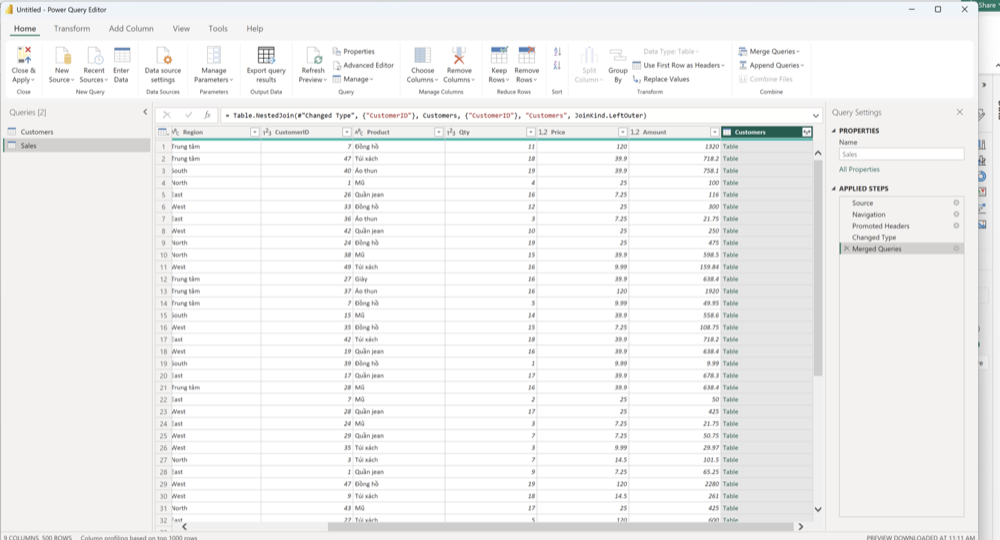 Untitled - Power Query Editor
Share
Home Transform Add Column View Tools Help
Close & Apply
New Source
Recent Sources
Enter Data
Data source settings
Manage Parameters
Export query results
Refresh Preview
Properties
Advanced Editor
Manage
Choose Columns
Remove Columns
Keep Rows
Remove Rows
Split Column
Group By
Data Type: Table
Use First Row as Headers
Replace Values
Merge Queries
Append Queries
Combine Files
Close New Query Data Sources Parameters Output Data Query Manage Columns Reduce Rows Sort Transform Combine
Queries [2]
Customers
Sales
fx = Table.NestedJoin(#"Changed Type", {"CustomerID"}, Customers, {"CustomerID"}, "Customers", JoinKind.LeftOuter)
Region CustomerID Product Qty Price Amount Customers
1 Trung tâm 7 Đồng hồ 11 120 1320 Table
2 Trung tâm 47 Túi xách 18 39.9 718.2 Table
3 South 40 Áo thun 19 39.9 758.1 Table
4 North 1 Mũ 4 25 100 Table
5 East 26 Quần jean 16 7.25 116 Table
6 West 33 Đồng hồ 12 25 300 Table
7 East 36 Áo thun 3 7.25 21.75 Table
8 West 42 Quần jean 10 25 250 Table
9 North 24 Đồng hồ 19 25 475 Table
10 North 38 Mũ 15 39.9 598.5 Table
11 West 49 Túi xách 16 9.99 159.84 Table
12 Trung tâm 27 Giày 16 39.9 638.4 Table
13 Trung tâm 37 Áo thun 16 120 1920 Table
14 Trung tâm 7 Đồng hồ 5 9.99 49.95 Table
15 South 15 Mũ 14 39.9 558.6 Table
16 West 35 Đồng hồ 15 7.25 108.75 Table
17 East 42 Túi xách 18 39.9 718.2 Table
18 West 19 Quần jean 16 39.9 638.4 Table
19 South 39 Đồng hồ 1 9.99 9.99 Table
20 East 17 Quần jean 17 39.9 678.3 Table
21 Trung tâm 28 Mũ 16 39.9 638.4 Table
22 East 7 Mũ 2 25 50 Table
23 West 28 Quần jean 17 25 425 Table
24 East 24 Mũ 3 7.25 21.75 Table
25 West 29 Quần jean 7 7.25 50.75 Table
26 West 35 Túi xách 3 9.99 29.97 Table
27 North 3 Túi xách 7 14.5 101.5 Table
28 East 1 Quần jean 9 7.25 65.25 Table
29 West 47 Đồng hồ 19 120 2280 Table
30 West 9 Túi xách 18 14.5 261 Table
31 North 43 Mũ 17 25 425 Table
32 East 22 Túi xách 5 120 600 Table
Query Settings
PROPERTIES
Name
Sales
All Properties
APPLIED STEPS
Source
Navigation
Promoted Headers
Changed Type
Merged Queries
9 COLUMNS, 500 ROWS Column profiling based on top 1000 rows PREVIEW DOWNLOADED AT 11:11 AM